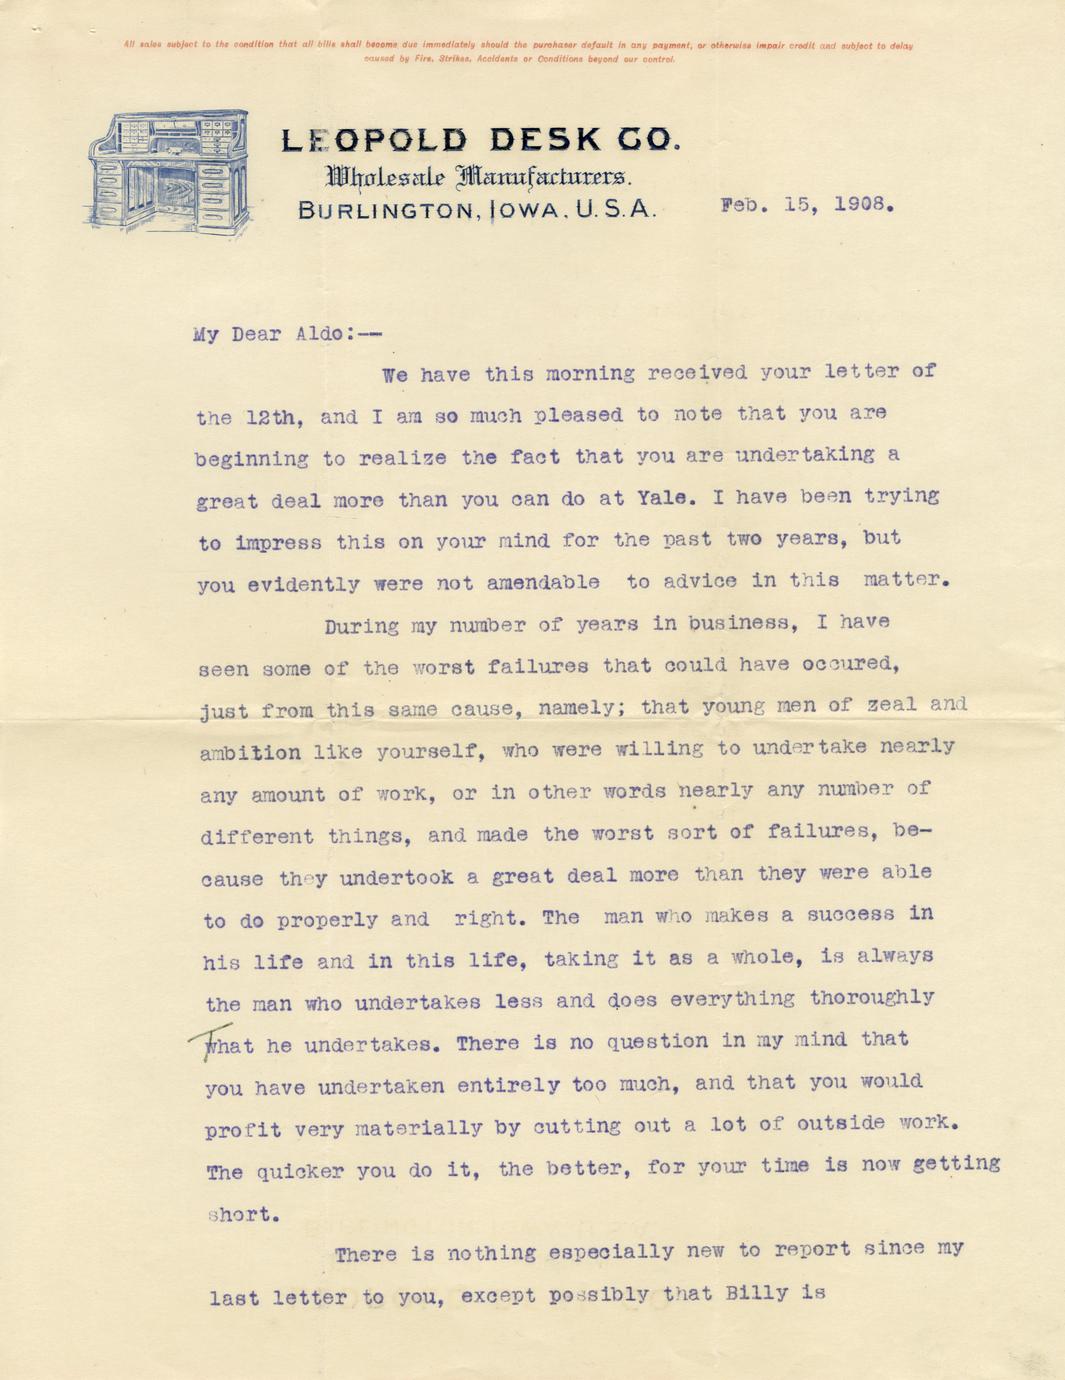 All sales subject to the condition that all bills shall become due immediately should the purchaser default in any payment, or otherwise impair credit and subject to delay
caused by Fire, Strikes, Accidents or Conditions beyond our control.
LEOPOLD DESK CO.
Wholesale Manufacturers.
BURLINGTON, IOWA, U.S.A.
Feb. 15, 1908.
My Dear Aldo:--
We have this morning received your letter of
the 12th, and I am so much pleased to note that you are
beginning to realize the fact that you are undertaking a
great deal more than you can do at Yale. I have been trying
to impress this on your mind for the past two years, but
you evidently were not amendable to advice in this matter.
During my number of years in business, I have
seen some of the worst failures that could have occured,
just from this same cause, namely; that young men of zeal and
ambition like yourself, who were willing to undertake nearly
any amount of work, or in other words nearly any number of
different things, and made the worst sort of failures, be-
cause they undertook a great deal more than they were able
to do properly and right. The man who makes a success in
his life and in this life, taking it as a whole, is always
the man who undertakes less and does everything thoroughly
That he undertakes. There is no question in my mind that
you have undertaken entirely too much, and that you would
profit very materially by cutting out a lot of outside work.
The quicker you do it, the better, for your time is now getting
short.
There is nothing especially new to report since my
last letter to you, except possibly that Billy is